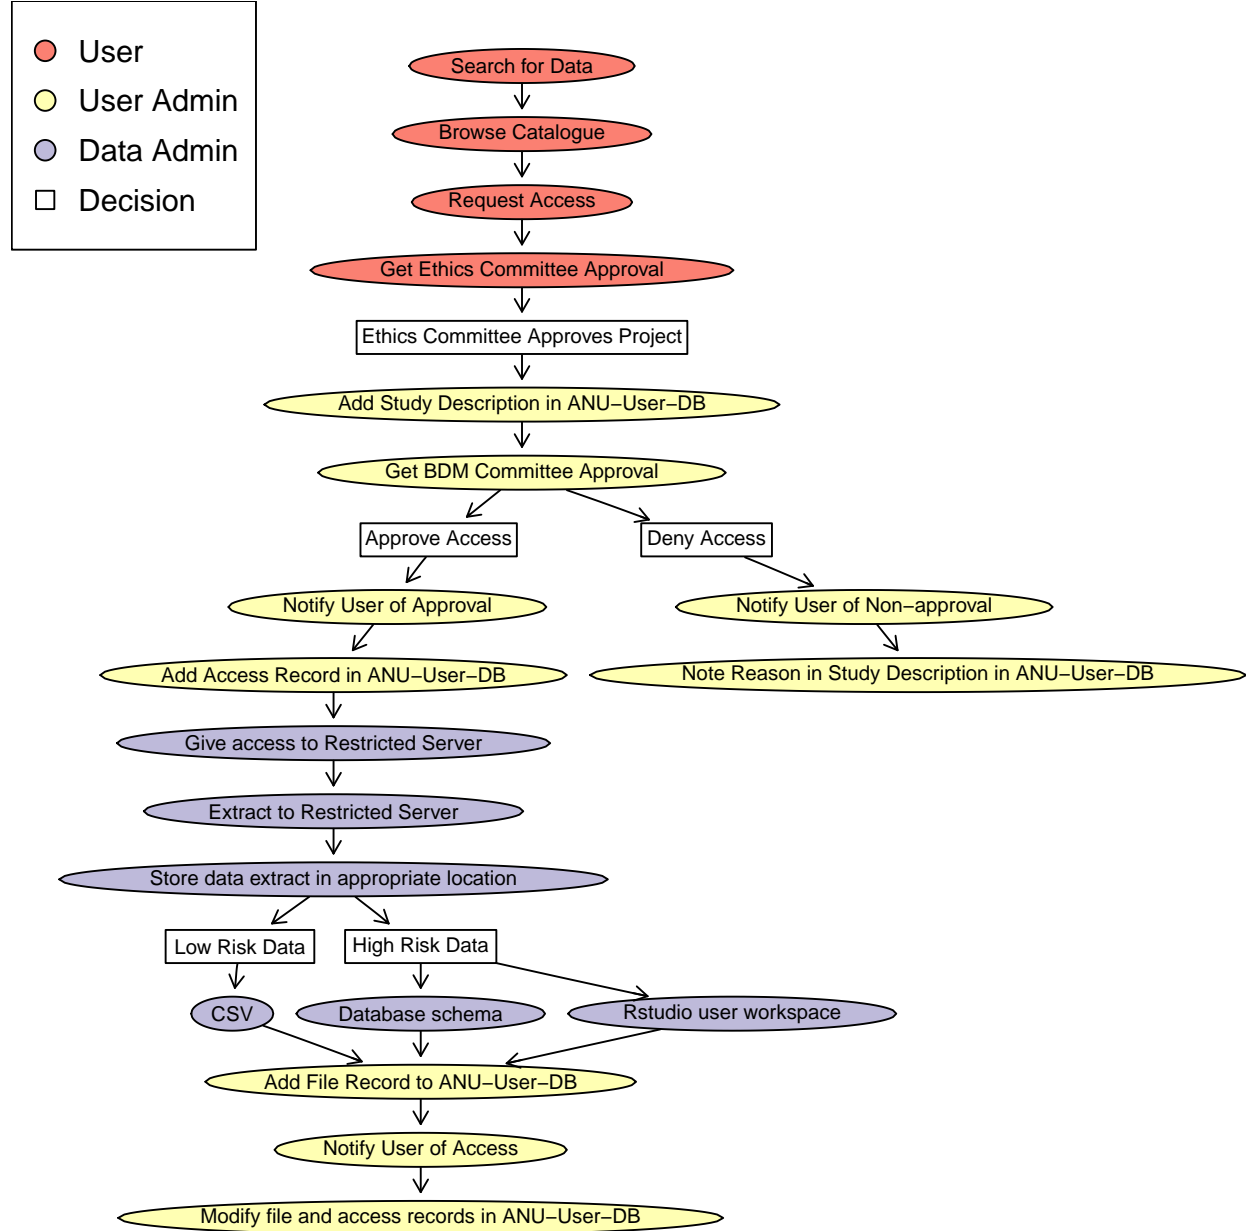 User
User Admin
Data Admin
Decision
Search for Data
Browse Catalogue
Request Access
Get Ethics Committee Approval
Ethics Committee Approves Project
Add Study Description in ANU−User−DB
Get BDM Committee Approval
Approve Access
Deny Access
Notify User of Approval
Notify User of Non−approval
Add Access Record in ANU−User−DB
Note Reason in Study Description in ANU−User−DB
Give access to Restricted Server
Extract to Restricted Server
Store data extract in appropriate location
Low Risk Data
High Risk Data
CSV
Database schema
Rstudio user workspace
Add File Record to ANU−User−DB
Notify User of Access
Modify file and access records in ANU−User−DB